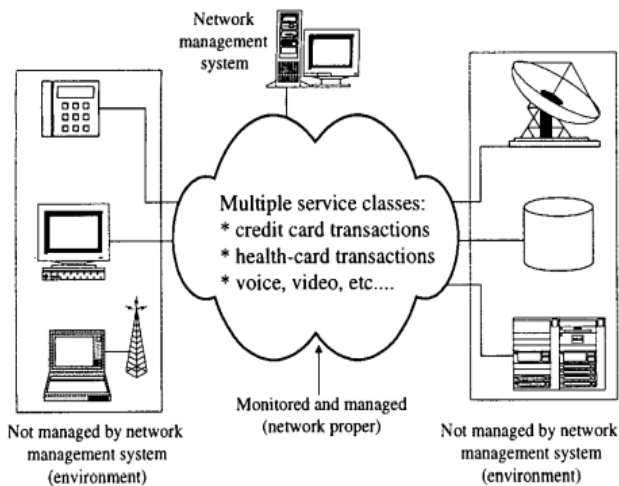 Network
management
system
Multiple service classes:
* credit card transactions
* health-card transactions
* voice, video, etc....
Monitored and managed
(network proper)
Not managed by network
management system
(environment)
Not managed by network
management system
(environment)